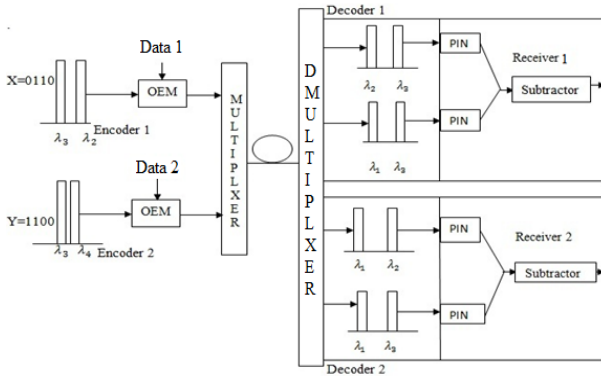 Decoder 1
Data 1
X=0110
OEM
λ3 λ2
Encoder 1
Data 2
Y=1100
OEM
λ3 λ4
Encoder 2
MULTIPLXER
DMULTIPLXER
λ2 λ3
PIN
Receiver 1
Subtractor
λ1 λ3
PIN
λ1 λ2
PIN
Receiver 2
Subtractor
λ1 λ3
PIN
Decoder 2